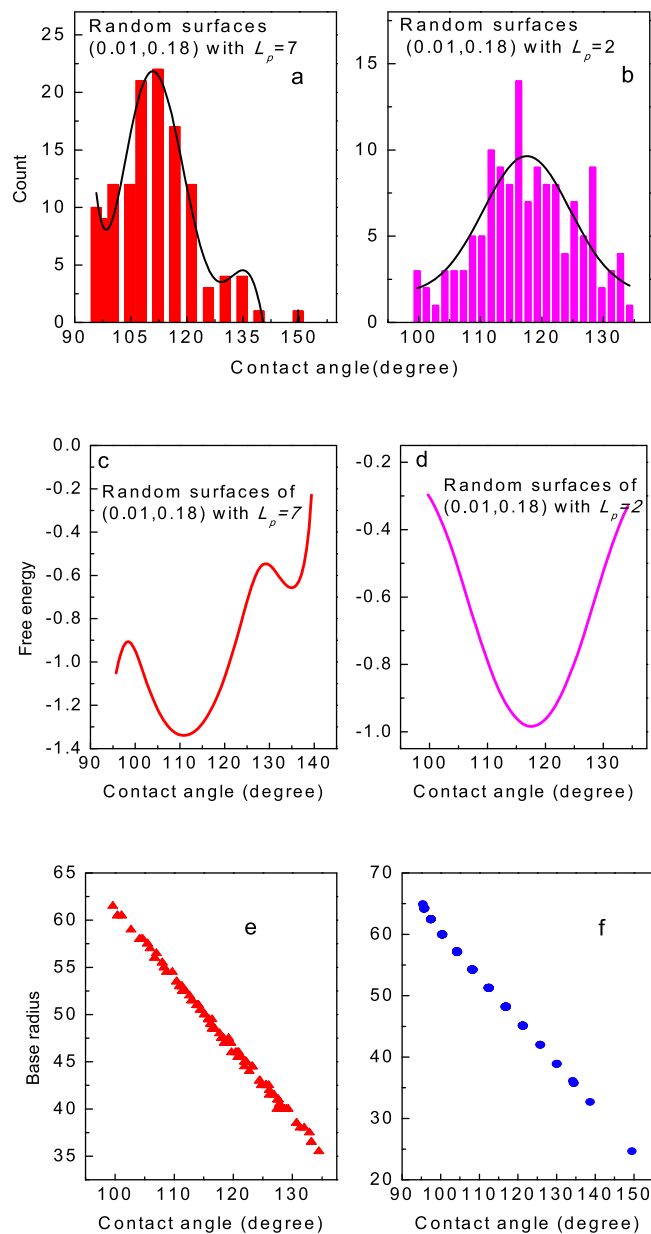 Random surfaces
(0.01,0.18) with Lp=7
a
25
20
15
10
5
0
Count
90 105 120 135 150
Random surfaces
(0.01,0.18) with Lp=2
b
15
10
5
0
100 110 120 130
Contact angle(degree)
c
Random surfaces of
(0.01,0.18) with Lp=7
0.0
-0.2
-0.4
-0.6
-0.8
-1.0
-1.2
-1.4
Free energy
90 100 110 120 130 140
Contact angle (degree)
d
Random surfaces of
(0.01,0.18) with Lp=2
-0.2
-0.4
-0.6
-0.8
-1.0
100 110 120 130
Contact angle (degree)
e
65
60
55
50
45
40
35
Base radius
100 110 120 130
Contact angle (degree)
f
70
60
50
40
30
20
90 100 110 120 130 140 150
Contact angle (degree)